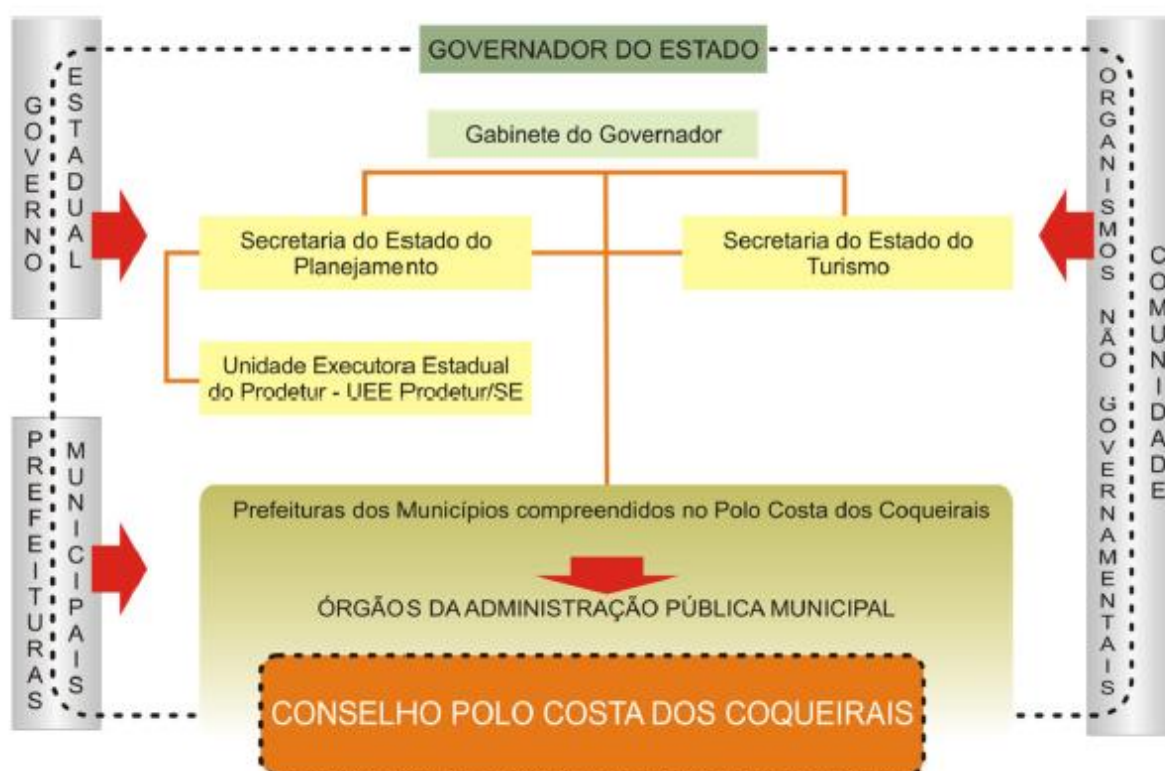 GOVERNADOR DO ESTADO
Gabinete do Governador
GOVERNO
ESTADUAL
Secretaria do Estado do
Planejamento
Secretaria do Estado do
Turismo
Unidade Executora Estadual
do Prodetur - UEE Prodetur/SE
PREFEITURAS
MUNICIPAIS
Prefeituras dos Municípios compreendidos no Polo Costa dos Coqueirais
ÓRGÃOS DA ADMINISTRAÇÃO PÚBLICA MUNICIPAL
CONSELHO POLO COSTA DOS COQUEIRAIS
ORGANISMOS NÃO GOVERNAMENTAIS
COMUNIDADE